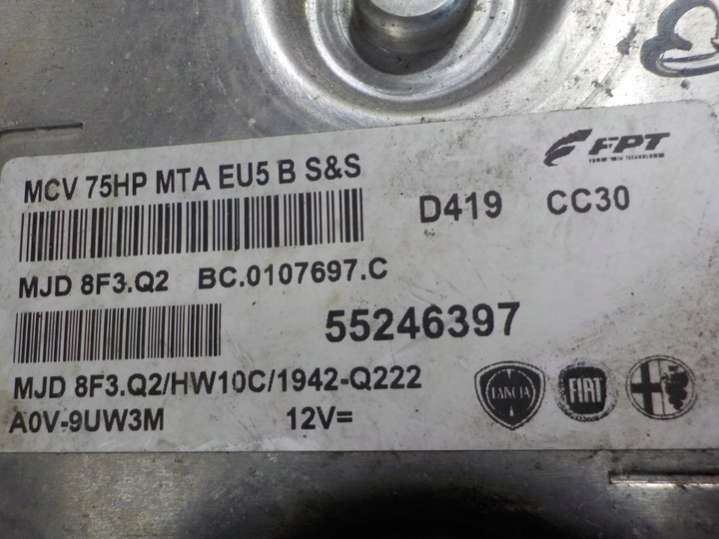 MCV 75HP MTA EU5 B S&S
FPT
D419 CC30
MJD 8F3.Q2 BC.0107697.C
55246397
MJD 8F3.Q2/HW10C/1942-Q222
A0V-9UW3M 12V=
LANCIA
FIAT